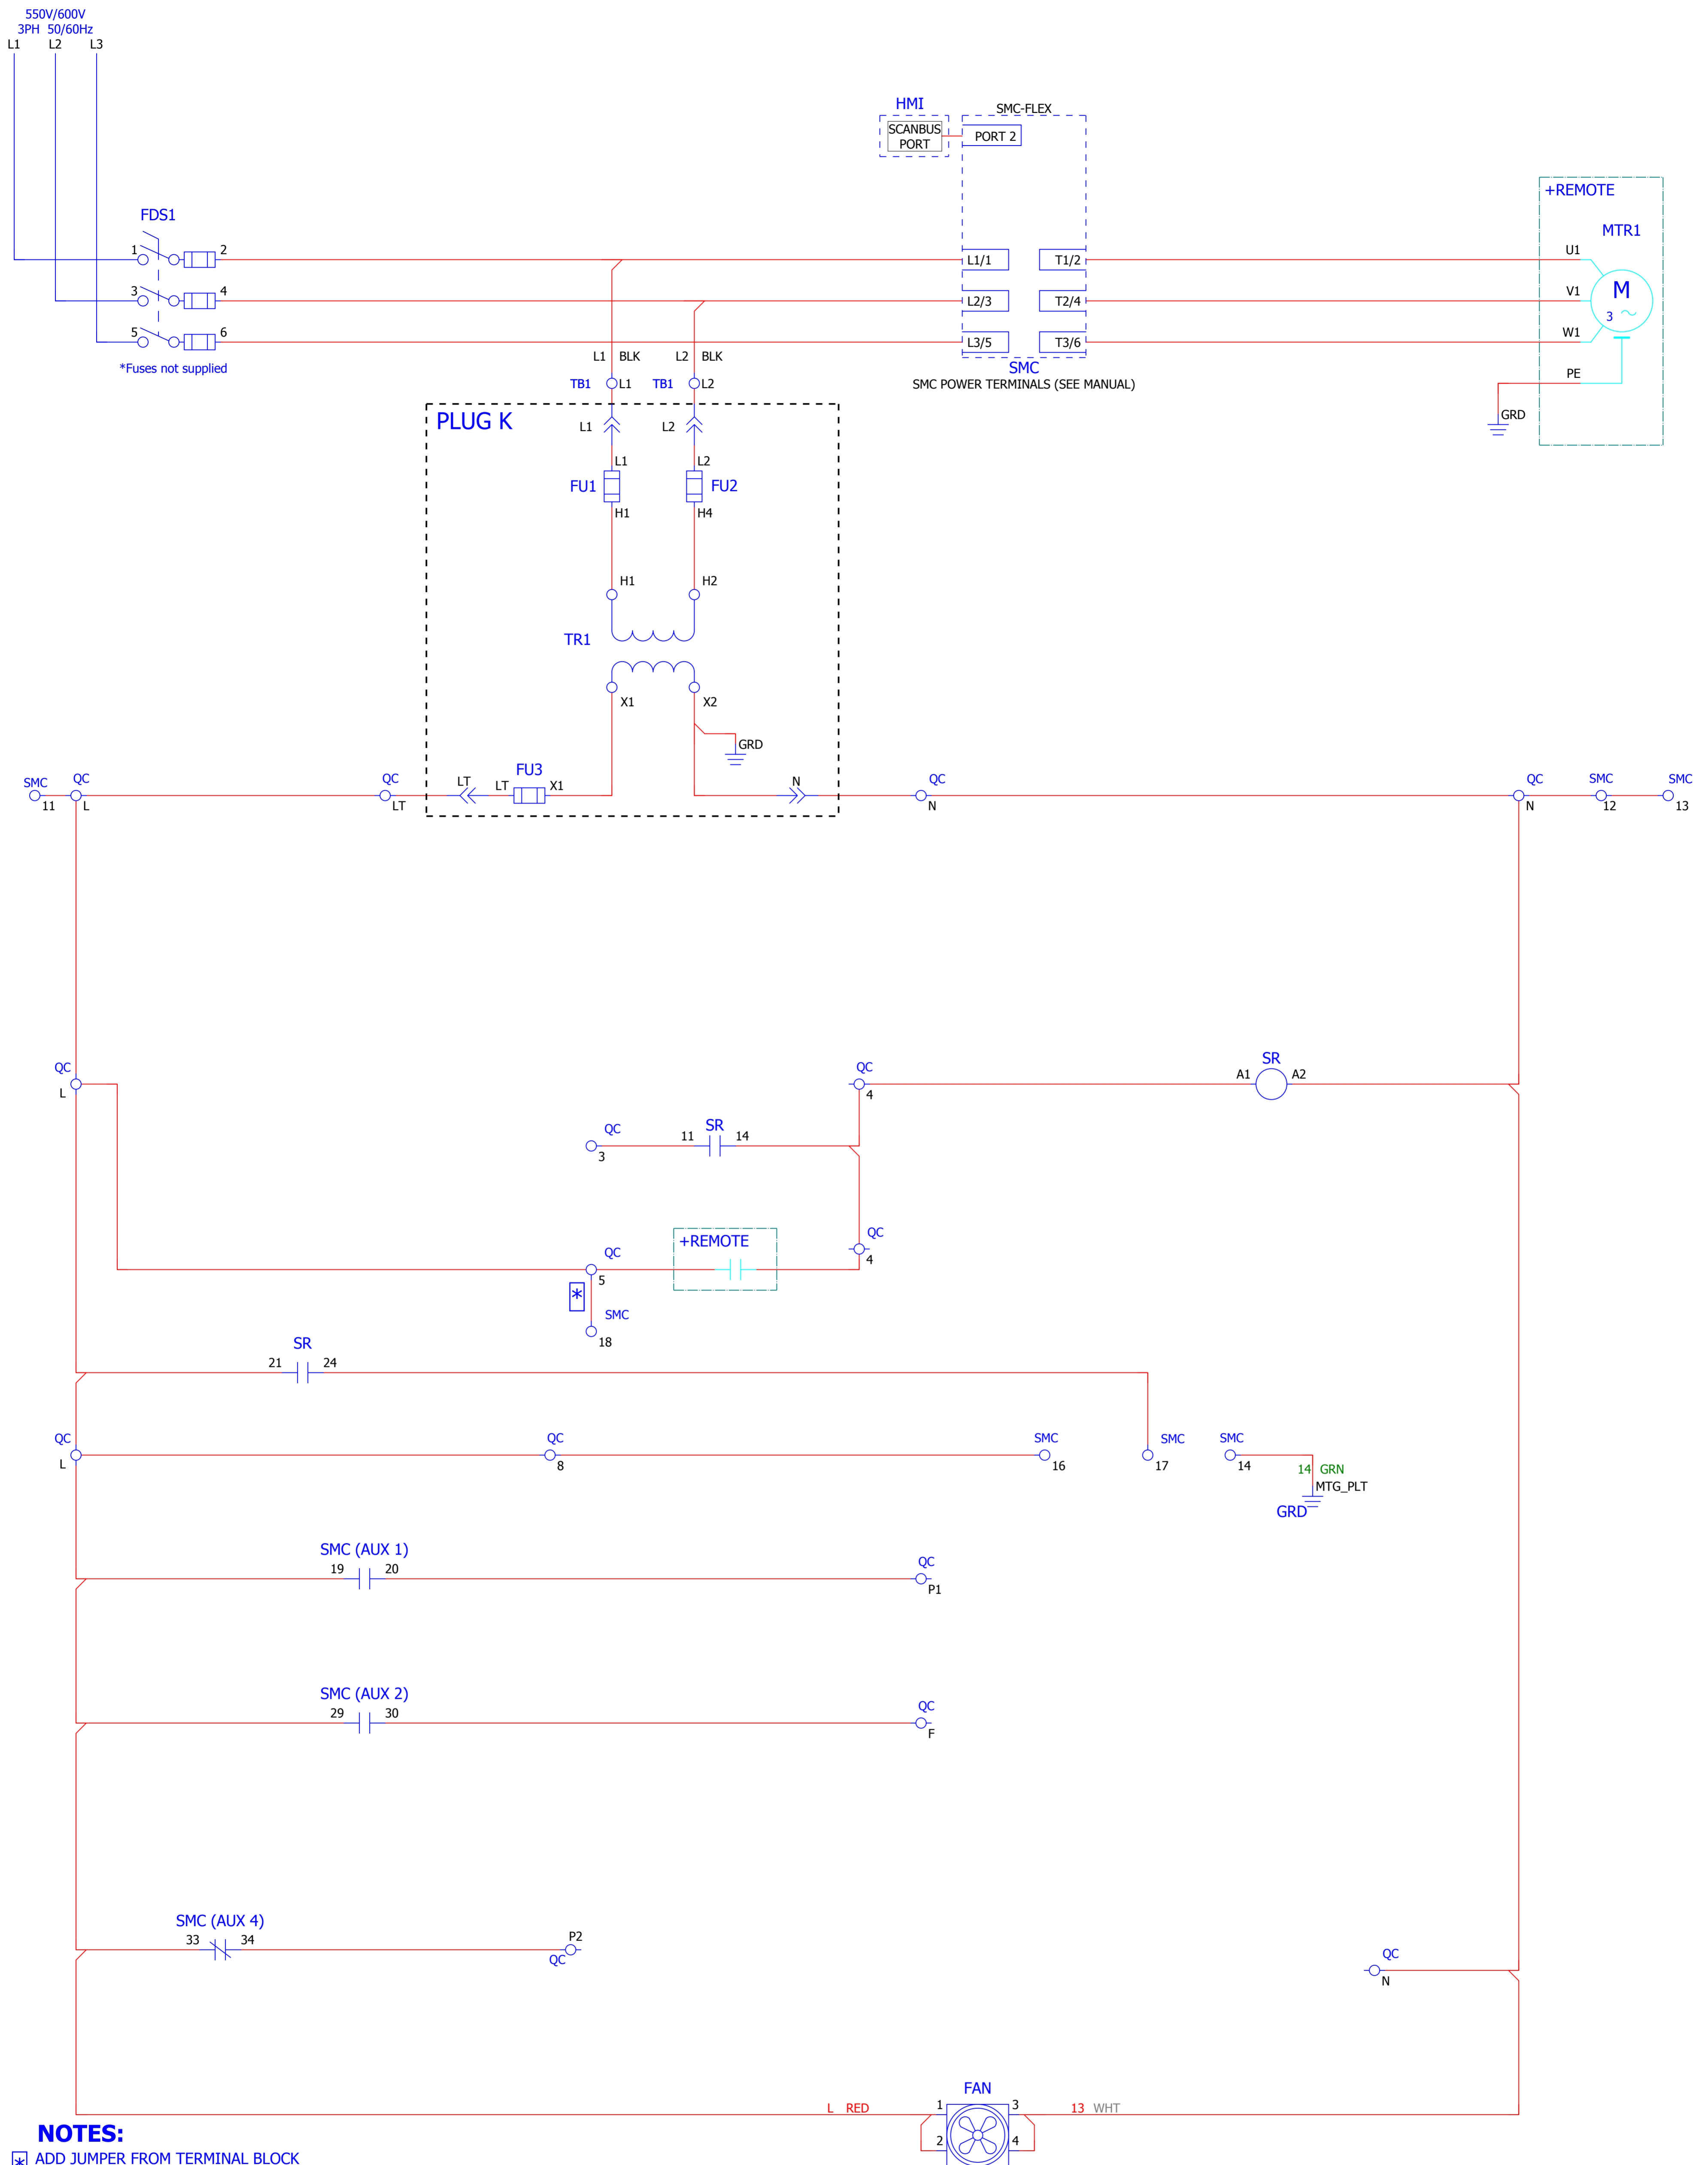 550V/600V
3PH 50/60Hz
L1 L2 L3
HMI
SMC-FLEX
SCANBUS
PORT
PORT 2
+REMOTE
FDS1
MTR1
1 2
L1/1 T1/2
U1
M
3 4
L2/3 T2/4
V1
3
5 6
L3/5 T3/6
W1
*Fuses not supplied
L1 BLK L2 BLK
SMC
SMC POWER TERMINALS (SEE MANUAL)
PE
TB1 L1 TB1 L2
GRD
PLUG K
L1 L2
L1 L2
FU1 FU2
H1 H4
H1 H2
TR1
X1 X2
GRD
SMC QC QC LT LT FU3 X1 N QC QC SMC SMC
11 L LT N N 12 13
QC QC SR
L 4 A1 A2
QC 11 SR 14
3
+REMOTE QC
4
QC
5
*
SMC
18
SR
21 24
QC QC SMC SMC SMC
L 8 16 17 14
14 GRN
MTG_PLT
GRD
SMC (AUX 1)
19 20 QC
P1
SMC (AUX 2)
29 30 QC
F
SMC (AUX 4)
33 34 P2
QC
QC
N
FAN
L RED 1 3 13 WHT
2 4
NOTES:
* ADD JUMPER FROM TERMINAL BLOCK